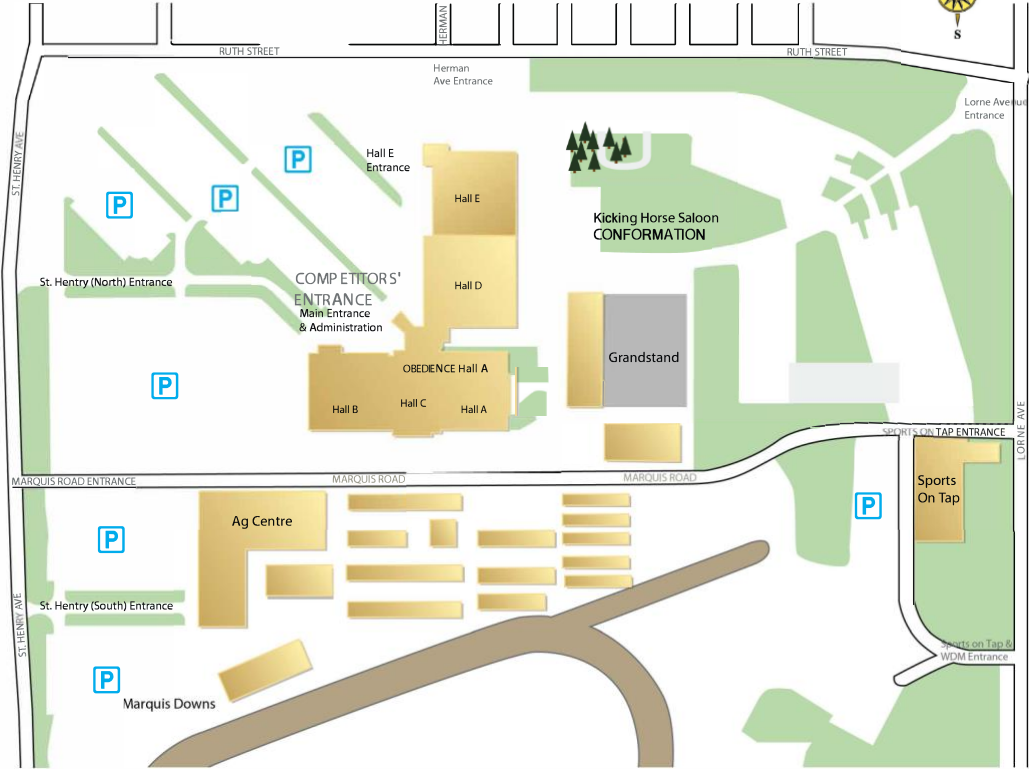 HERMAN
S
RUTH STREET
RUTH STREET
Herman
Ave Entrance
Lorne Avenue
Entrance
ST. HENRY AVE
P
Hall E
Entrance
P
P
P
Hall E
Kicking Horse Saloon
CONFORMATION
St. Hentry (North) Entrance
COMPETITORS'
ENTRANCE
Main Entrance
& Administration
Hall D
Grandstand
P
OBEDIENCE Hall A
Hall B
Hall C
Hall A
LORNE AVE
SPORTS ON TAP ENTRANCE
MARQUIS ROAD ENTRANCE
MARQUIS ROAD
MARQUIS ROAD
Sports
On Tap
P
Ag Centre
P
St. Hentry (South) Entrance
ST. HENRY AVE
Sports on Tap &
WDM Entrance
P
Marquis Downs